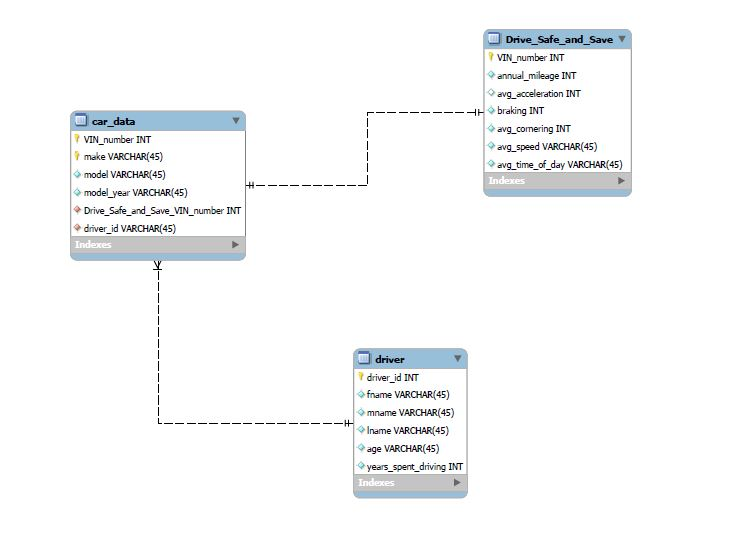 Drive_Safe_and_Save
VIN_number INT
annual_mileage INT
avg_acceleration INT
braking INT
avg_cornering INT
avg_speed VARCHAR(45)
avg_time_of_day VARCHAR(45)
Indexes
car_data
VIN_number INT
make VARCHAR(45)
model VARCHAR(45)
model_year VARCHAR(45)
Drive_Safe_and_Save_VIN_number INT
driver_id VARCHAR(45)
Indexes
driver
driver_id INT
fname VARCHAR(45)
mname VARCHAR(45)
lname VARCHAR(45)
age VARCHAR(45)
years_spent_driving INT
Indexes